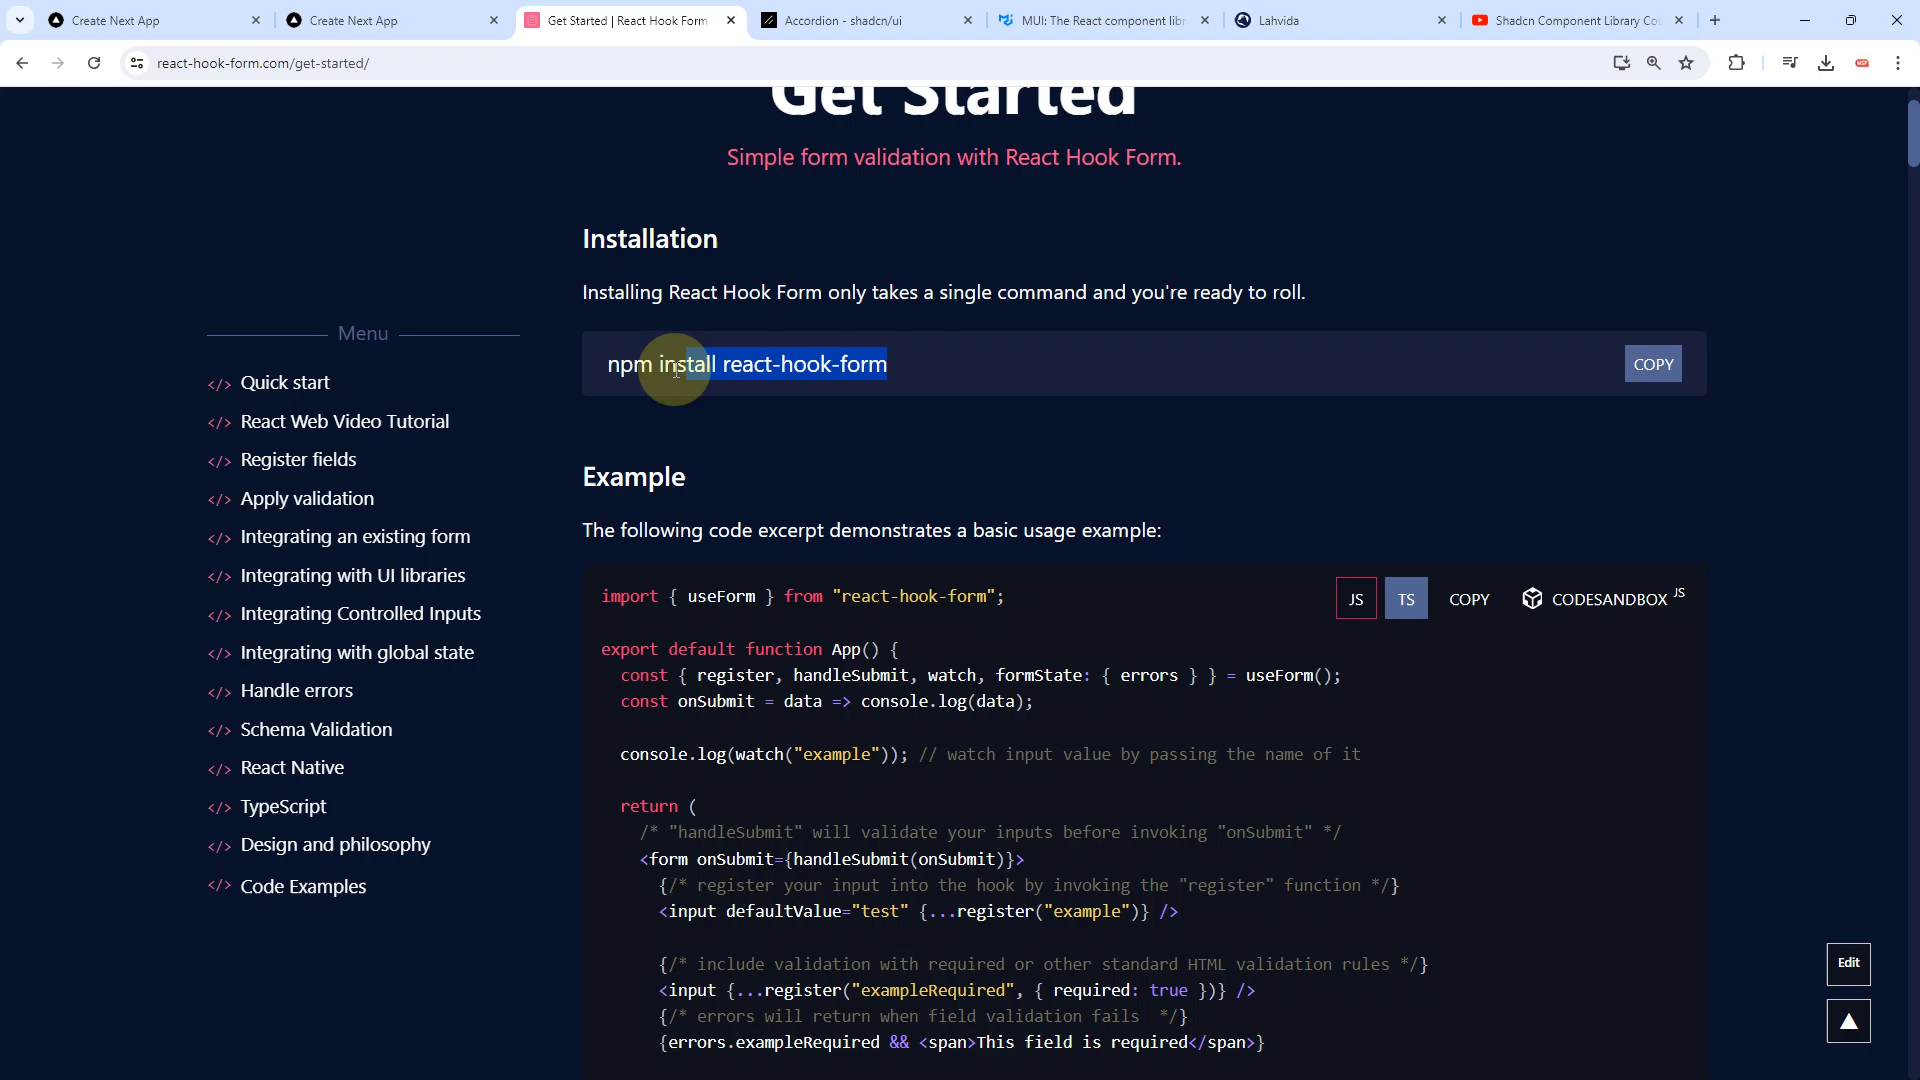 Create Next App
Create Next App
Get Started | React Hook Form
Accordion - shadcn/ui
MUI: The React component libr
Lahvida
Shadcn Component Library Cou
react-hook-form.com/get-started/
Get Started
Simple form validation with React Hook Form.
Installation
Installing React Hook Form only takes a single command and you're ready to roll.
npm install react-hook-form
COPY
Menu
</> Quick start
</> React Web Video Tutorial
</> Register fields
</> Apply validation
</> Integrating an existing form
</> Integrating with UI libraries
</> Integrating Controlled Inputs
</> Integrating with global state
</> Handle errors
</> Schema Validation
</> React Native
</> TypeScript
</> Design and philosophy
</> Code Examples
Example
The following code excerpt demonstrates a basic usage example:
JS TS COPY CODESANDBOX JS
import { useForm } from "react-hook-form";
export default function App() {
const { register, handleSubmit, watch, formState: { errors } } = useForm();
const onSubmit = data => console.log(data);
console.log(watch("example")); // watch input value by passing the name of it
return (
/* "handleSubmit" will validate your inputs before invoking "onSubmit" */
<form onSubmit={handleSubmit(onSubmit)}>
{/* register your input into the hook by invoking the "register" function */}
<input defaultValue="test" {...register("example")} />
{/* include validation with required or other standard HTML validation rules */}
<input {...register("exampleRequired", { required: true })} />
{/* errors will return when field validation fails  */}
{errors.exampleRequired && <span>This field is required</span>}
Edit